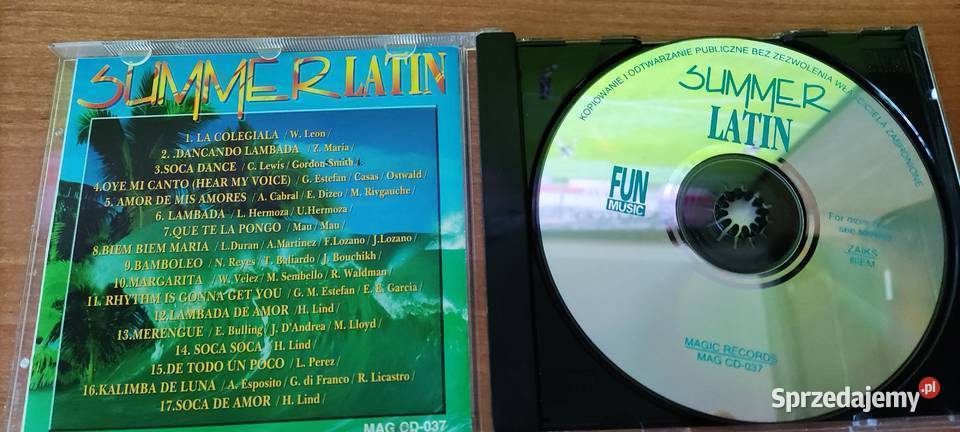 SUMMER LATIN
1. LA COLEGIALA / W. Leon /
2. .DANCANDO LAMBADA / Z. Maria /
3.SOCA DANCE / C. Lewis / Gordon-Smith /
4.OYE MI CANTO (HEAR MY VOICE) / G. Estefan / Casas / Ostwald /
5. AMOR DE MIS AMORES / A. Cabral / E. Dizeo / M. Rivgauche /
6. LAMBADA / L. Hermoza / U.Hermoza /
7.QUE TE LA PONGO / Mau / Mau /
8.BIEM BIEM MARIA / L.Duran / A.Martinez / F.Lozano / J.Lozano /
9.BAMBOLEO / N. Reyes / T. Baliardo / J. Bouchikh /
10.MARGARITA / W. Velez / M. Sembello / R. Waldman /
11. RHYTHM IS GONNA GET YOU / G. M. Estefan / E. E. Garcia /
12.LAMBADA DE AMOR / H. Lind /
13.MERENGUE / E. Bulling / J. D'Andrea / M. Lloyd /
14. SOCA SOCA / H. Lind
15.DE TODO UN POCO / L. Perez /
16.KALIMBA DE LUNA / A. Esposito / G. di Franco / R. Licastro /
17.SOCA DE AMOR / H. Lind /
MAG CD-037
KOPIOWANIE I ODTWARZANIE PUBLICZNE BEZ ZEZWOLENIA WŁAŚCICIELA ZABRONIONE
SUMMER
LATIN
FUN
MUSIC
For
see
ZAIKS
BIEM
MAGIC RECORDS
MAG CD-037
Sprzedajemy.pl